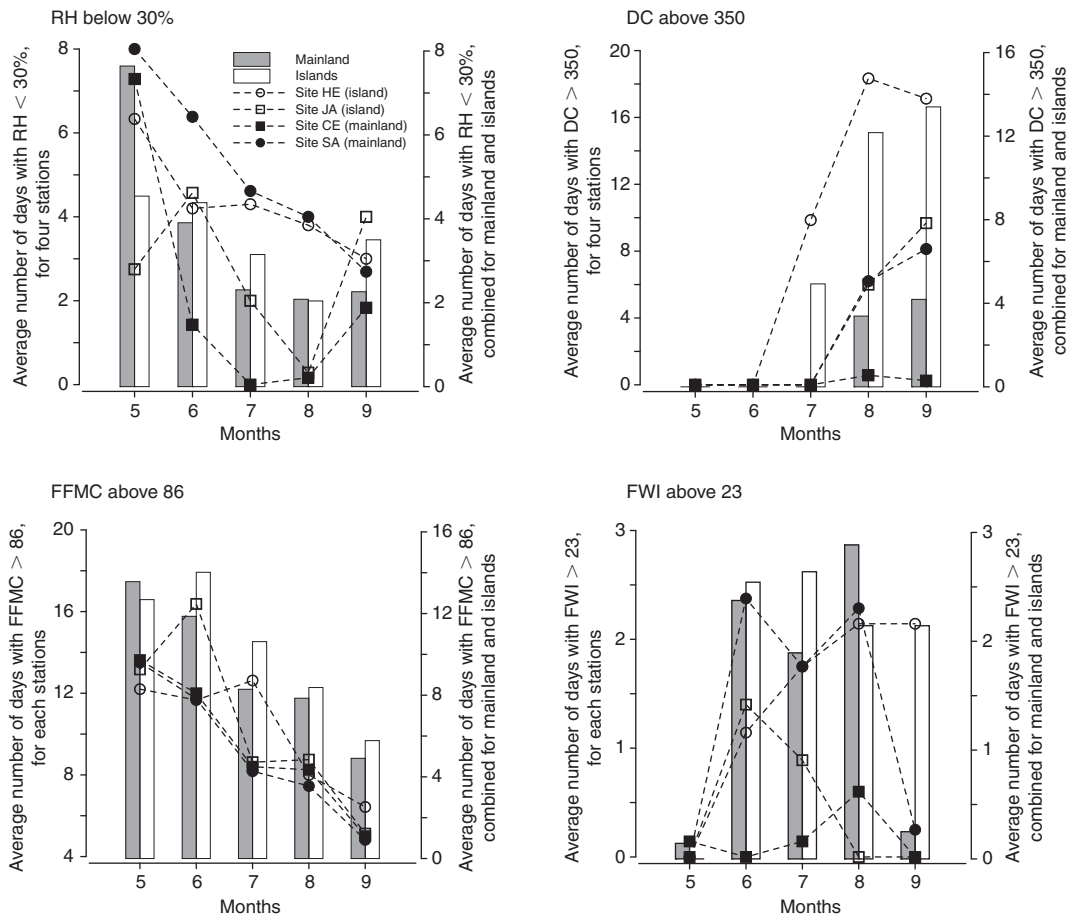 RH below 30%
Average number of days with RH < 30%,
for four stations
8
6
4
2
0
Mainland
Islands
Site HE (island)
Site JA (island)
Site CE (mainland)
Site SA (mainland)
8
6
4
2
0
Average number of days with RH < 30%,
combined for mainland and islands
5 6 7 8 9
Months
DC above 350
Average number of days with DC > 350,
for four stations
20
16
12
8
4
0
16
12
8
4
0
Average number of days with DC > 350,
combined for mainland and islands
5 6 7 8 9
Months
FFMC above 86
Average number of days with FFMC > 86,
for each stations
20
16
12
8
4
16
12
8
4
0
Average number of days with FFMC > 86,
combined for mainland and islands
5 6 7 8 9
Months
FWI above 23
Average number of days with FWI > 23,
for each stations
3
2
1
0
3
2
1
0
Average number of days with FWI > 23,
combined for mainland and islands
5 6 7 8 9
Months